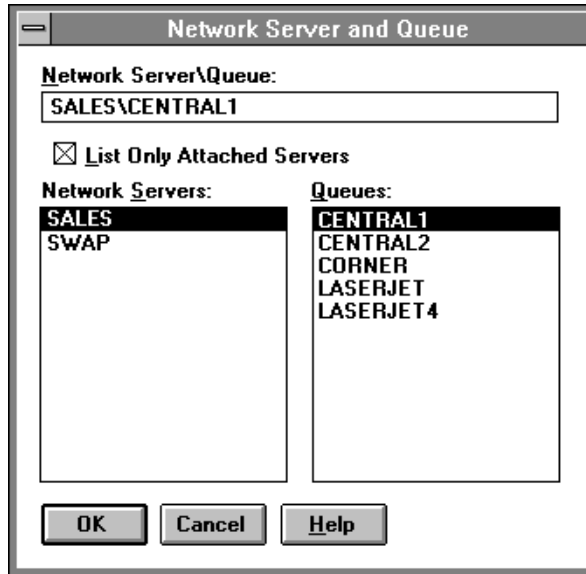 Network Server and Queue
Network Server\Queue:
SALES\CENTRAL1
List Only Attached Servers
Network Servers:
SALES
SWAP
Queues:
CENTRAL1
CENTRAL2
CORNER
LASERJET
LASERJET4
OK
Cancel
Help